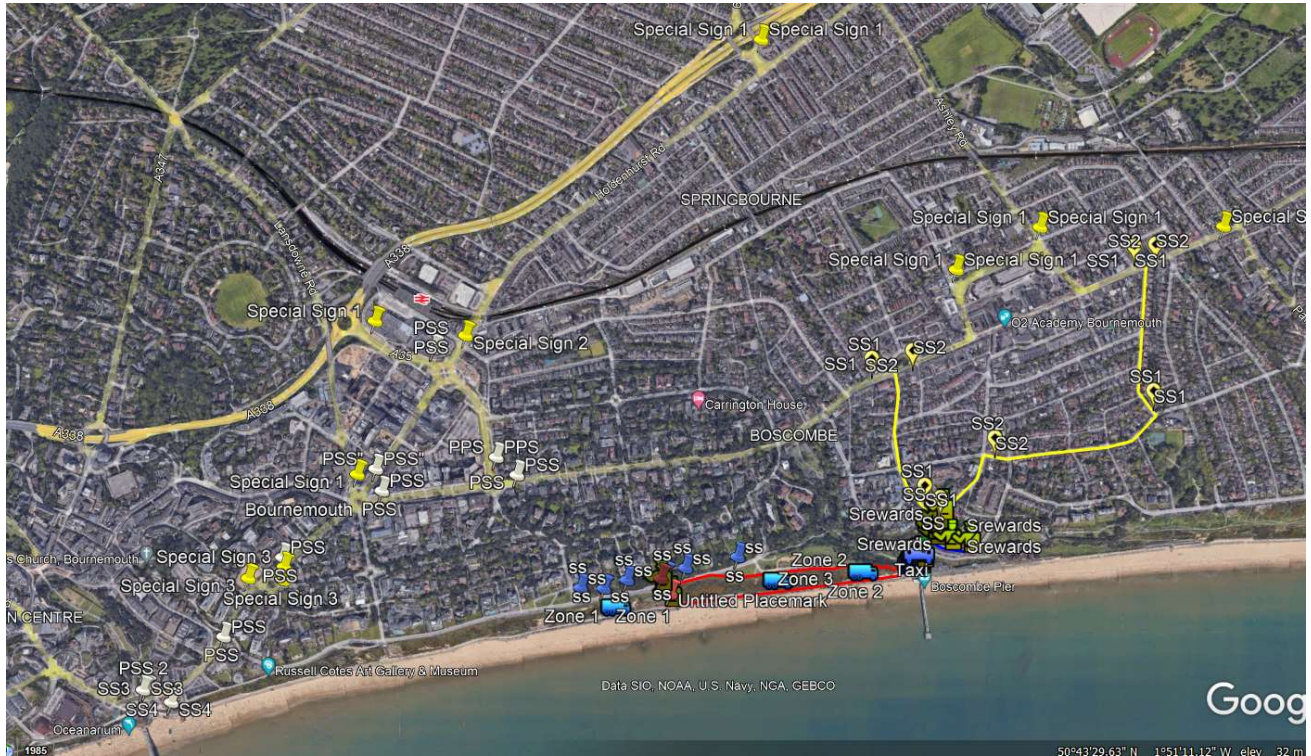 Special Sign 1 Special Sign 1
Ashley Rd
A347
Holdenhurst Rd
SPRINGBOURNE
Lansdowne Rd
A338
Special Sign 1 Special Sign 1
Special S
SS2 SS2
SS1 SS1
Special Sign 1 Special Sign 1
Special Sign 1
PSS
PSS
Special Sign 2
A35
O2 Academy Bournemouth
SS1
SS1 SS2
SS2
SS1
SS1
Carrington House
A338
A338
BOSCOMBE
SS2
SS2
PPS PPS
PSS" PSS"
PSS PSS
Special Sign 1
Bournemouth PSS
PSS
SS1
SS SS1
Srewards SS
Srewards
Srewards
Srewards
s Church, Bournemouth
Special Sign 3
PSS
PSS
Special Sign 3
Special Sign 3
ss ss ss ss
ss ss ss ss
Zone 2
Zone 3
Zone 2
Taxi
Boscombe Pier
Untitled Placemark
Zone 1 Zone 1
N CENTRE
PSS
PSS
Russell Cotes Art Gallery & Museum
PSS 2
SS3 SS3
SS4 SS4
Oceanarium
Data SIO, NOAA, U.S. Navy, NGA, GEBCO
Goog
1985
50°43'29.63" N 1°51'11.12" W elev 32 m